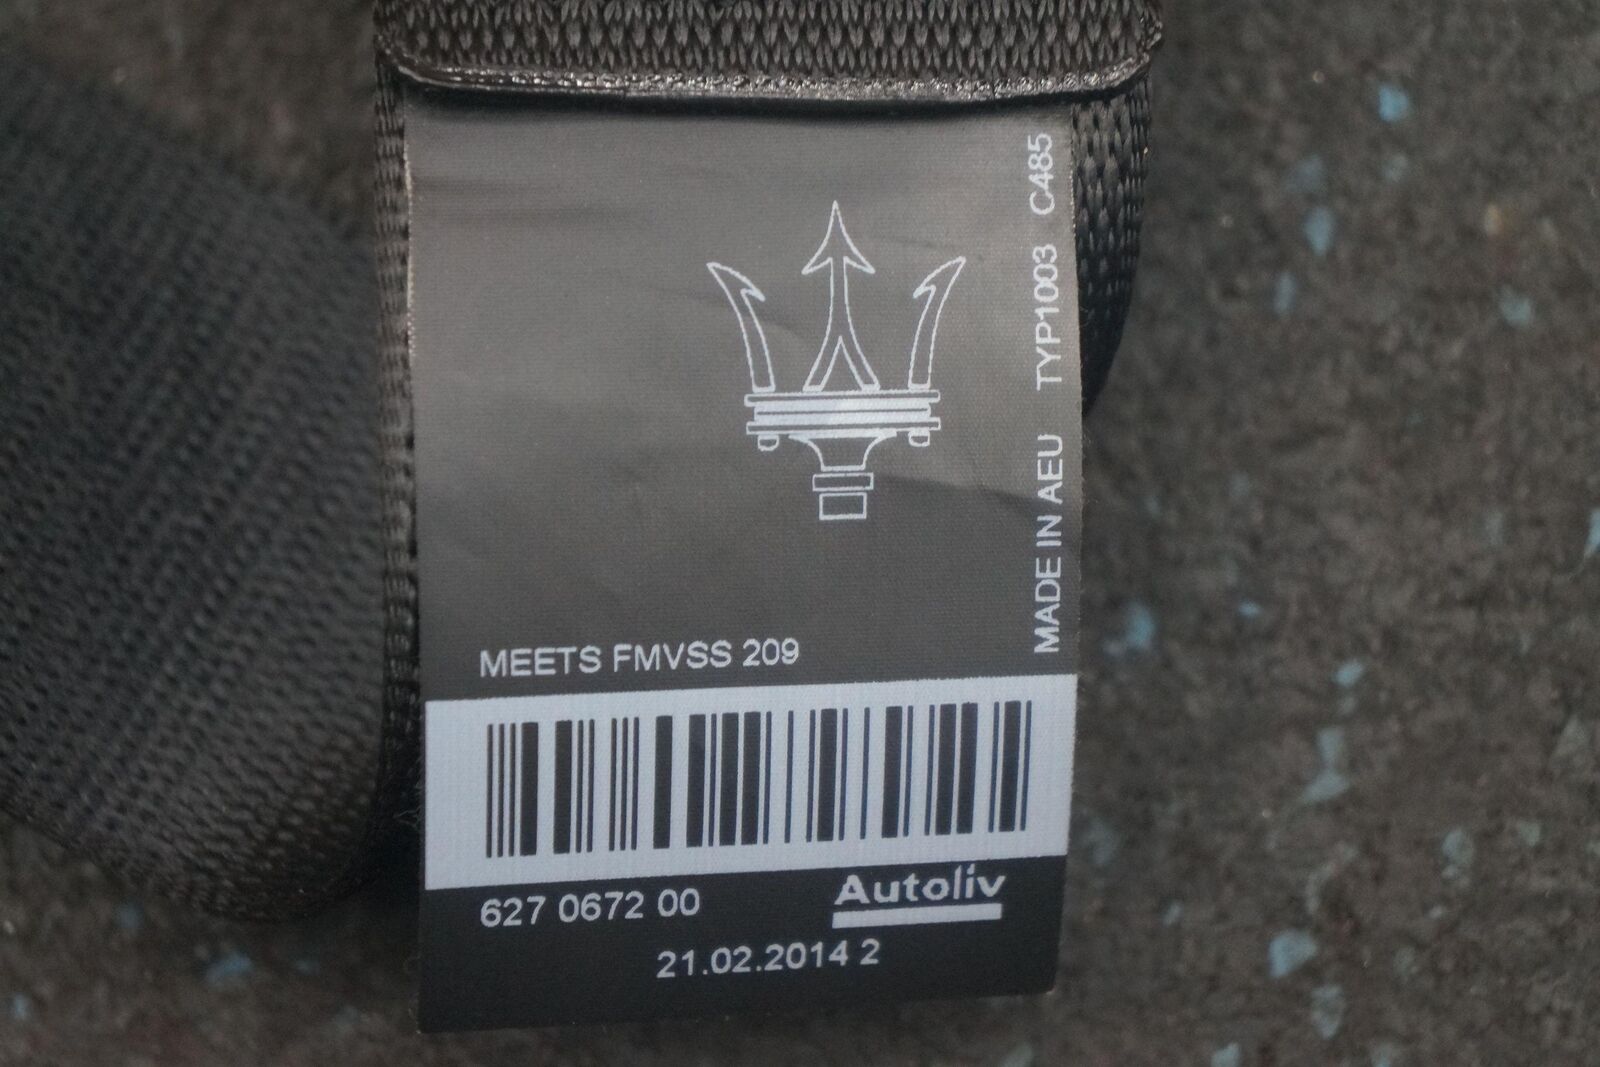 MEETS FMVSS 209
MADE IN AEU TYP1003 C485
627 0672 00
Autoliv
21.02.2014 2